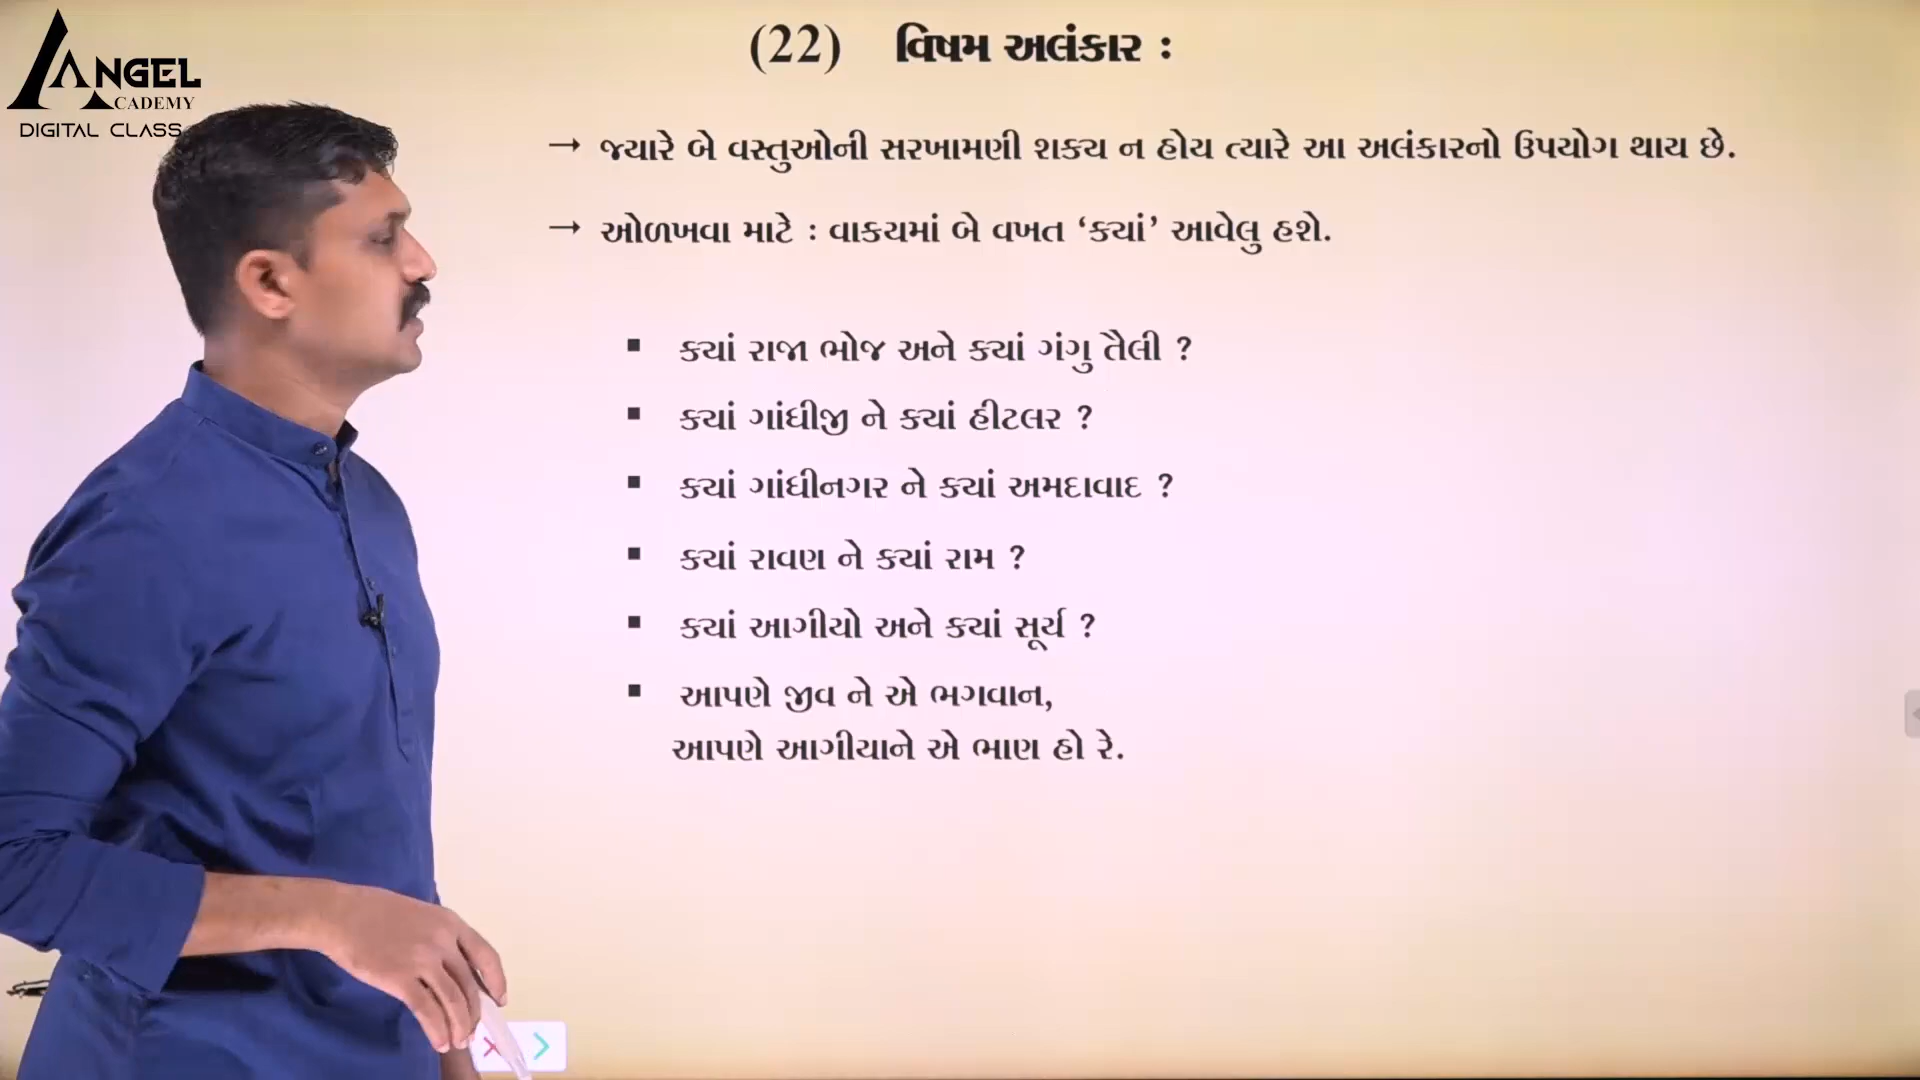 ANGEL
ACADEMY
DIGITAL CLASS
(22) વિષમ અલંકાર :
→ જ્યારે બે વસ્તુઓની સરખામણી શક્ય ન હોય ત્યારે આ અલંકારનો ઉપયોગ થાય છે.
→ ઓળખવા માટે : વાક્યમાં બે વખત ‘ક્યાં’ આવેલુ હશે.
▪ ક્યાં રાજા ભોજ અને ક્યાં ગંગુ તૈલી ?
▪ ક્યાં ગાંધીજી ને ક્યાં હીટલર ?
▪ ક્યાં ગાંધીનગર ને ક્યાં અમદાવાદ ?
▪ ક્યાં રાવણ ને ક્યાં રામ ?
▪ ક્યાં આગીયો અને ક્યાં સૂર્ય ?
▪ આપણે જીવ ને એ ભગવાન,
આપણે આગીયાને એ ભાણ હો રે.